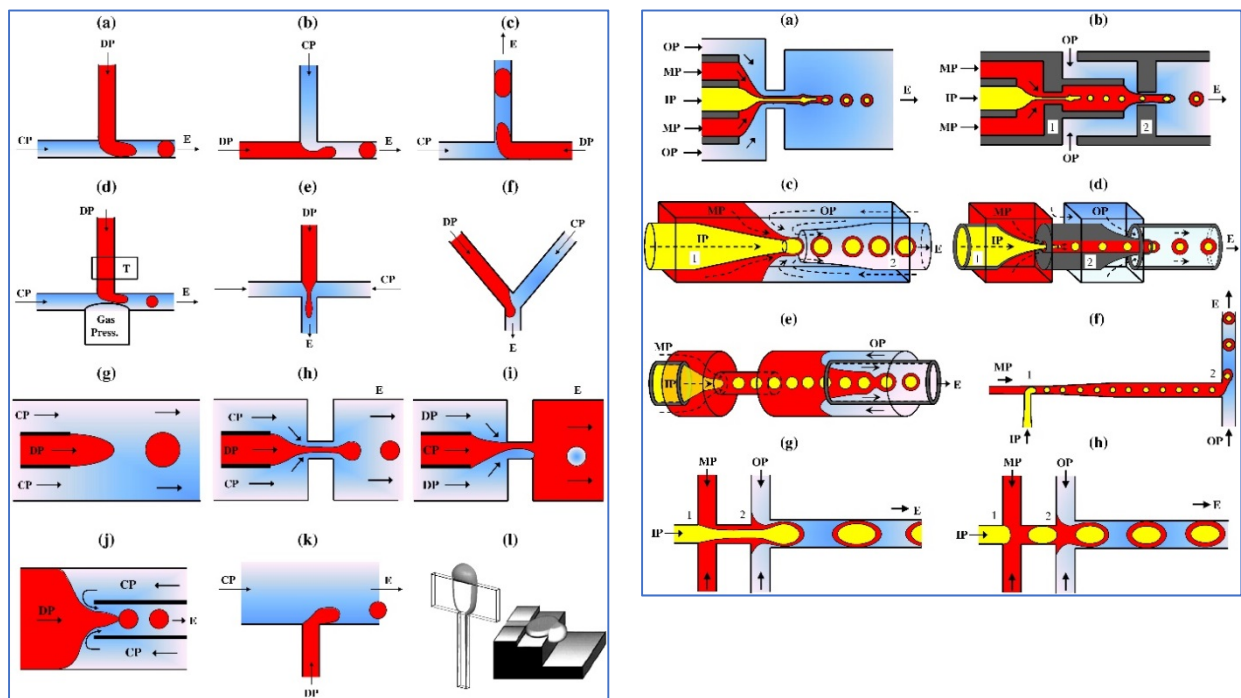 (a)
DP
CP
E
(b)
CP
DP
E
(c)
E
CP
DP
(d)
DP
T
CP
E
Gas
Press.
(e)
DP
CP
E
(f)
DP
CP
E
(g)
CP
DP
CP
(h)
E
CP
DP
CP
(i)
E
DP
CP
DP
(j)
CP
DP
E
CP
(k)
CP
E
DP
(l)
(a)
OP
MP
IP
E
MP
OP
(b)
OP
MP
E
IP
MP
1
2
OP
(c)
MP
OP
IP
E
1
2
(d)
MP
OP
IP
E
1
2
(e)
MP
OP
IP
E
(f)
E
MP
1
2
IP
OP
(g)
MP
OP
E
1
2
IP
(h)
MP
OP
E
1
2
IP